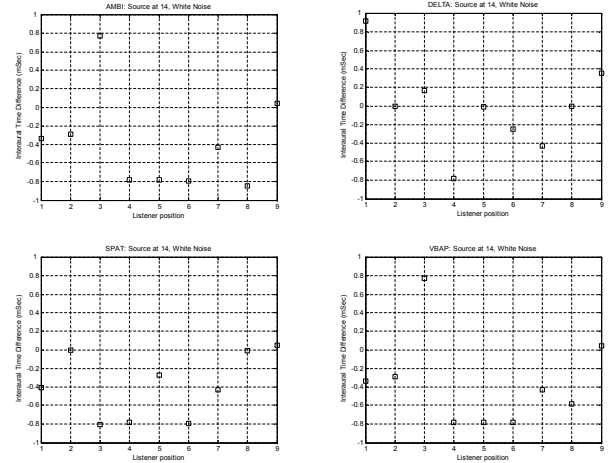 AMBI: Source at 14, White Noise
1
0.8
0.6
0.4
0.2
0
-0.2
-0.4
-0.6
-0.8
-1
Interaural Time Difference (mSec)
1 2 3 4 5 6 7 8 9
Listener position
DELTA: Source at 14, White Noise
1
0.8
0.6
0.4
0.2
0
-0.2
-0.4
-0.6
-0.8
-1
Interaural Time Difference (mSec)
1 2 3 4 5 6 7 8 9
Listener position
SPAT: Source at 14, White Noise
1
0.8
0.6
0.4
0.2
0
-0.2
-0.4
-0.6
-0.8
-1
Interaural Time Difference (mSec)
1 2 3 4 5 6 7 8 9
Listener position
VBAP: Source at 14, White Noise
1
0.8
0.6
0.4
0.2
0
-0.2
-0.4
-0.6
-0.8
-1
Interaural Time Difference (mSec)
1 2 3 4 5 6 7 8 9
Listener position